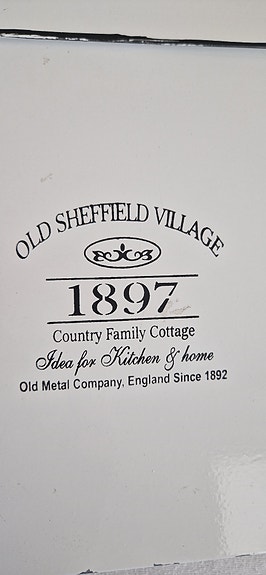 OLD SHEFFIELD VILLAGE
1897
Country Family Cottage
Idea for Kitchen & home
Old Metal Company, England Since 1892